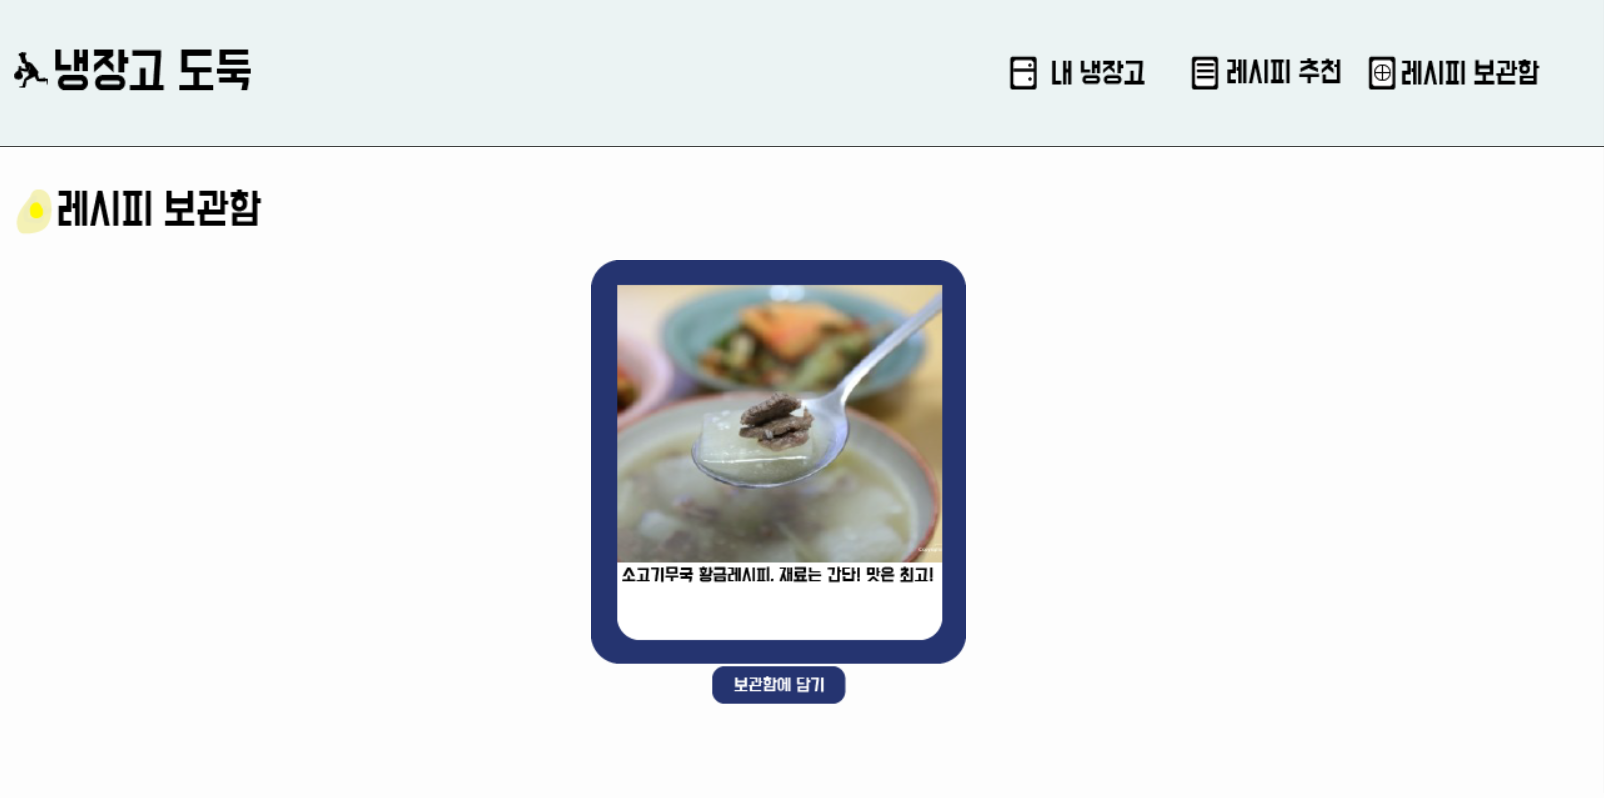 냉장고 도둑
내 냉장고
레시피 추천
레시피 보관함
레시피 보관함
소고기무국 황금레시피. 재료는 간단! 맛은 최고!
보관함에 담기